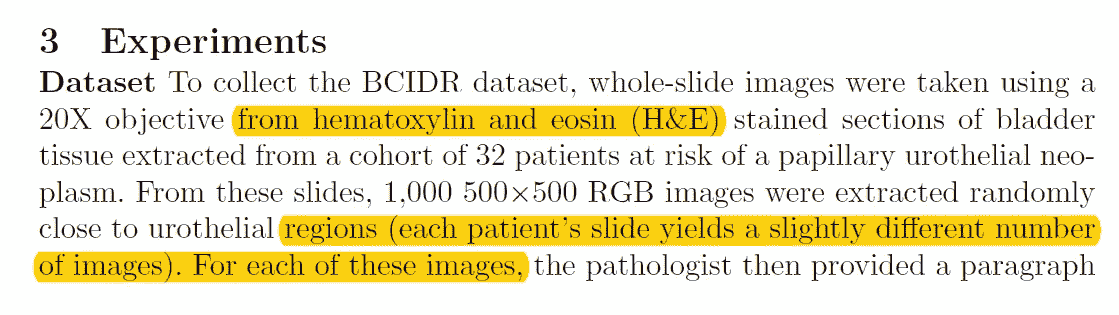 3 Experiments
Dataset To collect the BCIDR dataset, whole-slide images were taken using a
20X objective from hematoxylin and eosin (H&E) stained sections of bladder
tissue extracted from a cohort of 32 patients at risk of a papillary urothelial neo-
plasm. From these slides, 1,000 500×500 RGB images were extracted randomly
close to urothelial regions (each patient's slide yields a slightly different number
of images). For each of these images, the pathologist then provided a paragraph